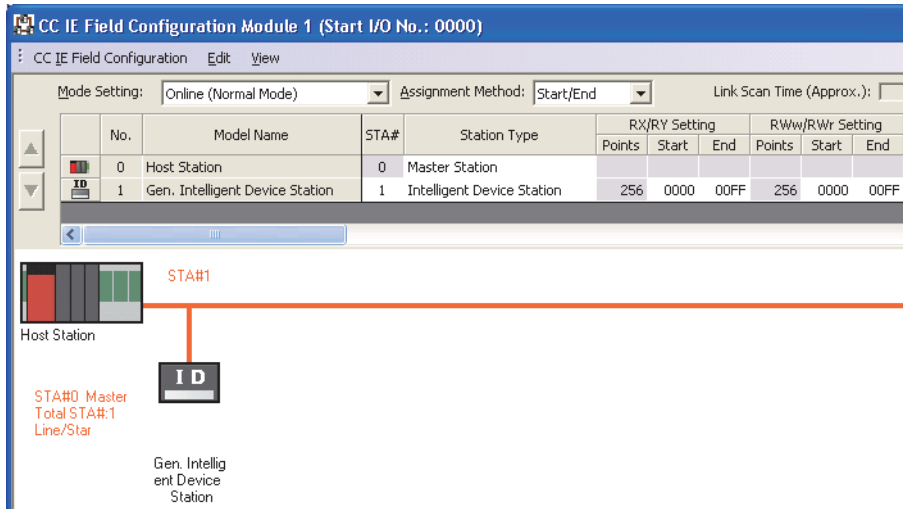 CC IE Field Configuration Module 1 (Start I/O No.: 0000)
CC IE Field Configuration Edit View
Mode Setting: Online (Normal Mode) Assignment Method: Start/End Link Scan Time (Approx.):
No. Model Name STA# Station Type RX/RY Setting RWw/RWr Setting
Points Start End Points Start End
0 Host Station 0 Master Station
ID 1 Gen. Intelligent Device Station 1 Intelligent Device Station 256 0000 00FF 256 0000 00FF
STA#1
Host Station
I D
STA#0 Master
Total STA#:1
Line/Star
Gen. Intellig
ent Device
Station